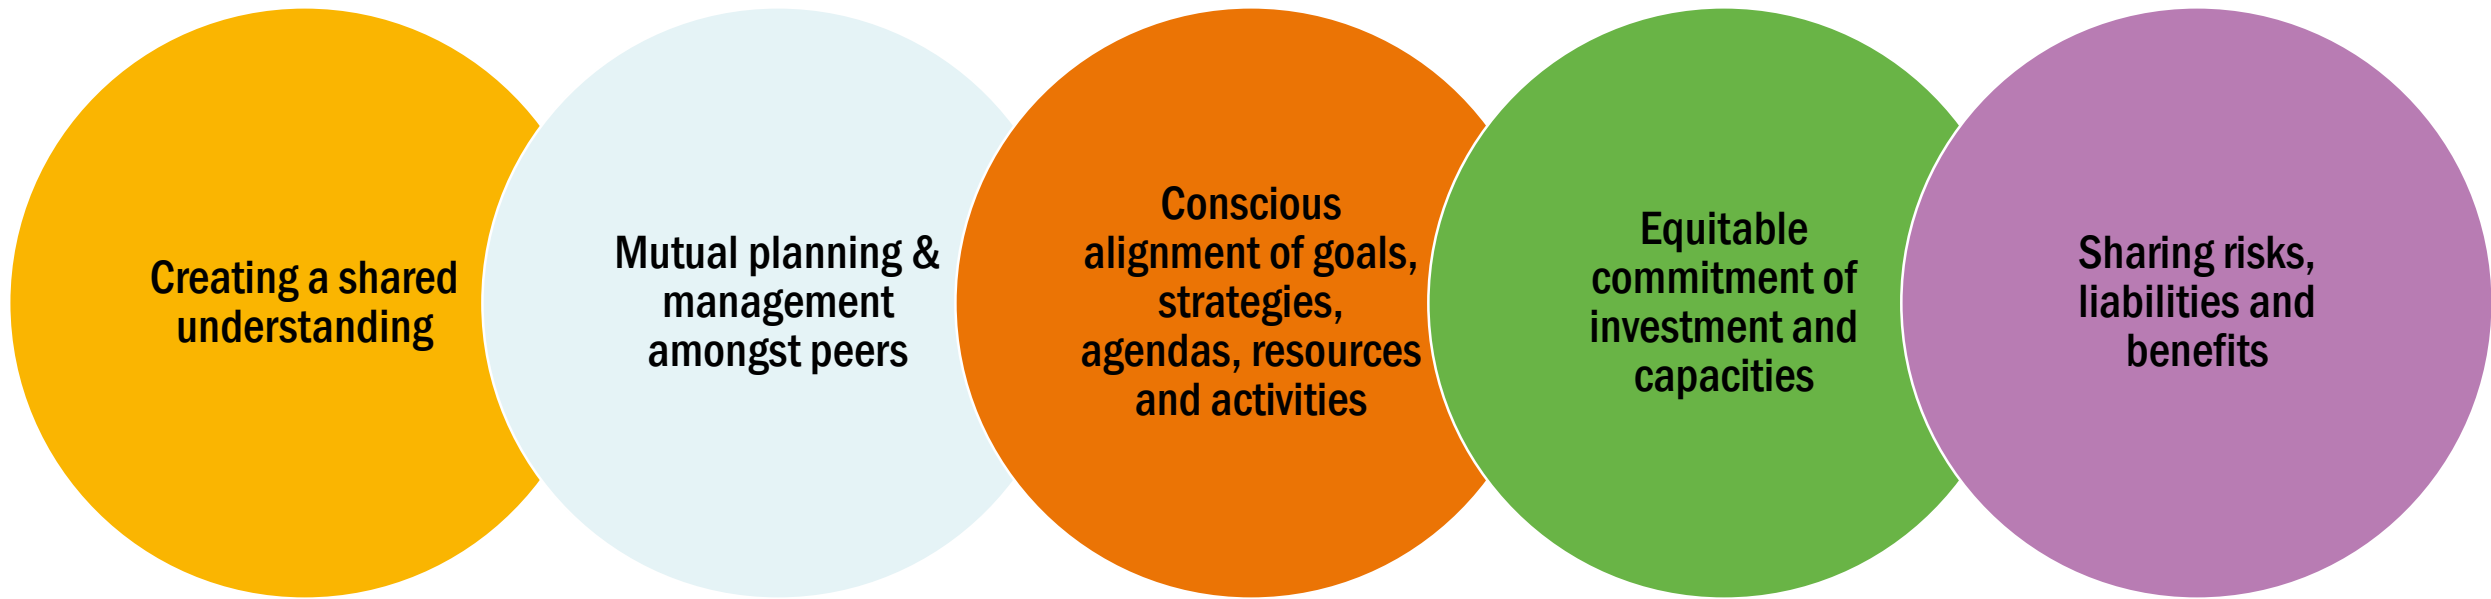 Creating a shared
understanding
Mutual planning &
management
amongst peers
Conscious
alignment of goals,
strategies,
agendas, resources
and activities
Equitable
commitment of
investment and
capacities
Sharing risks,
liabilities and
benefits